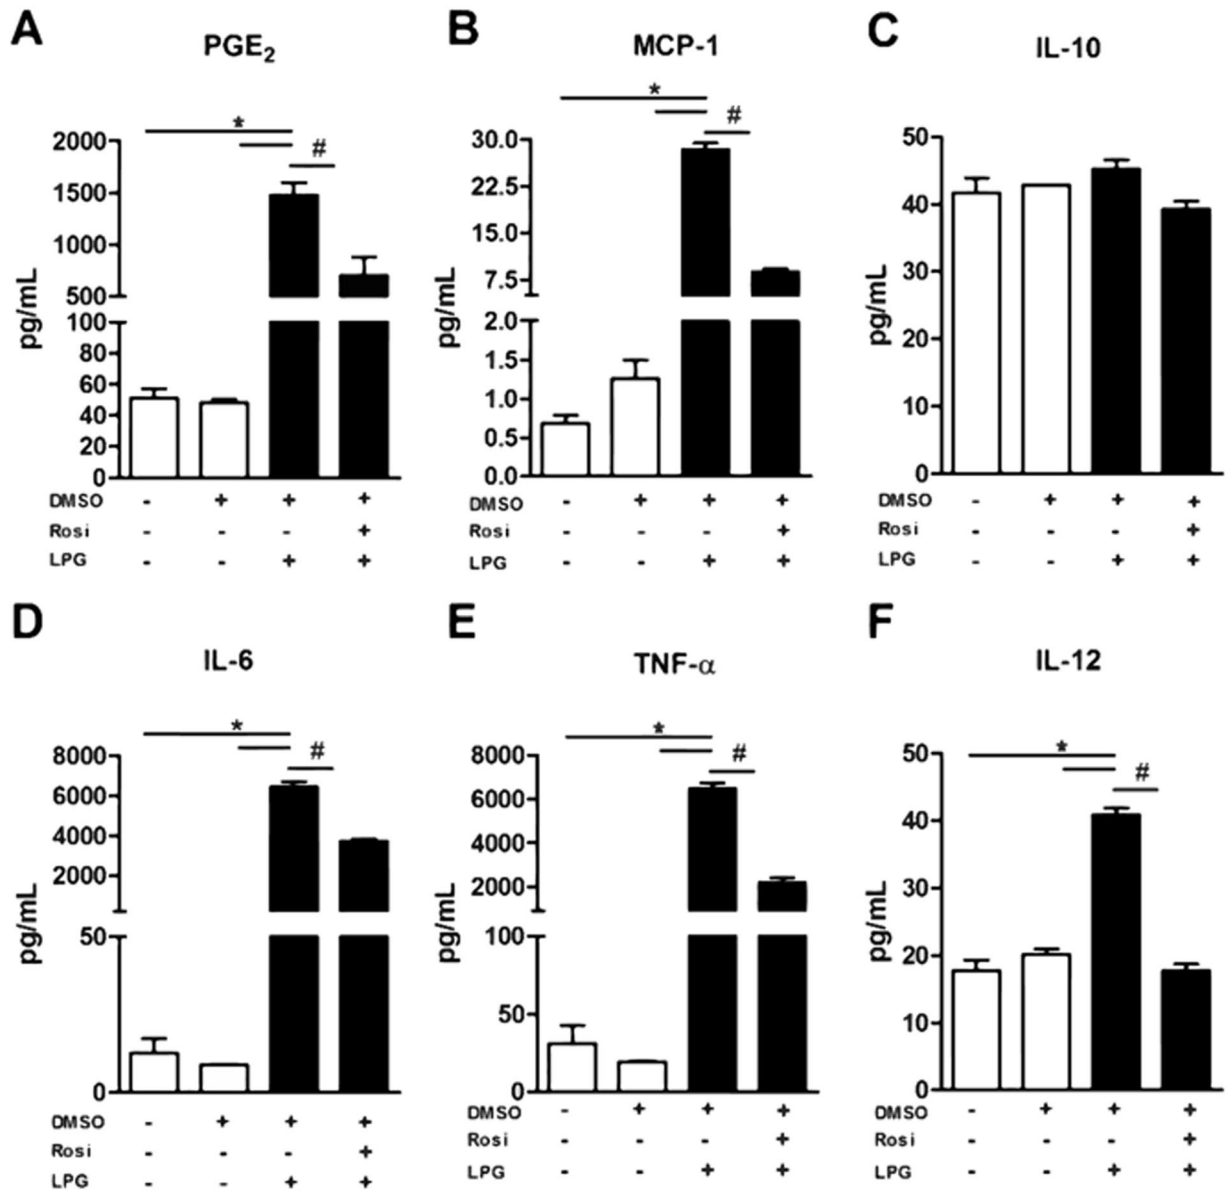 A
PGE2
*
#
pg/mL
2000
1500
1000
500
100
80
60
40
20
0
DMSO - + + +
Rosi - - - +
LPG - - + +
B
MCP-1
*
#
pg/mL
30.0
22.5
15.0
7.5
2.0
1.5
1.0
0.5
0.0
DMSO - + + +
Rosi - - - +
LPG - - + +
C
IL-10
pg/mL
50
40
30
20
10
0
DMSO - + + +
Rosi - - - +
LPG - - + +
D
IL-6
*
#
pg/mL
8000
6000
4000
2000
50
0
DMSO - + + +
Rosi - - - +
LPG - - + +
E
TNF-α
*
#
pg/mL
8000
6000
4000
2000
100
50
0
DMSO - + + +
Rosi - - - +
LPG - - + +
F
IL-12
*
#
pg/mL
50
40
30
20
10
0
DMSO - + + +
Rosi - - - +
LPG - - + +